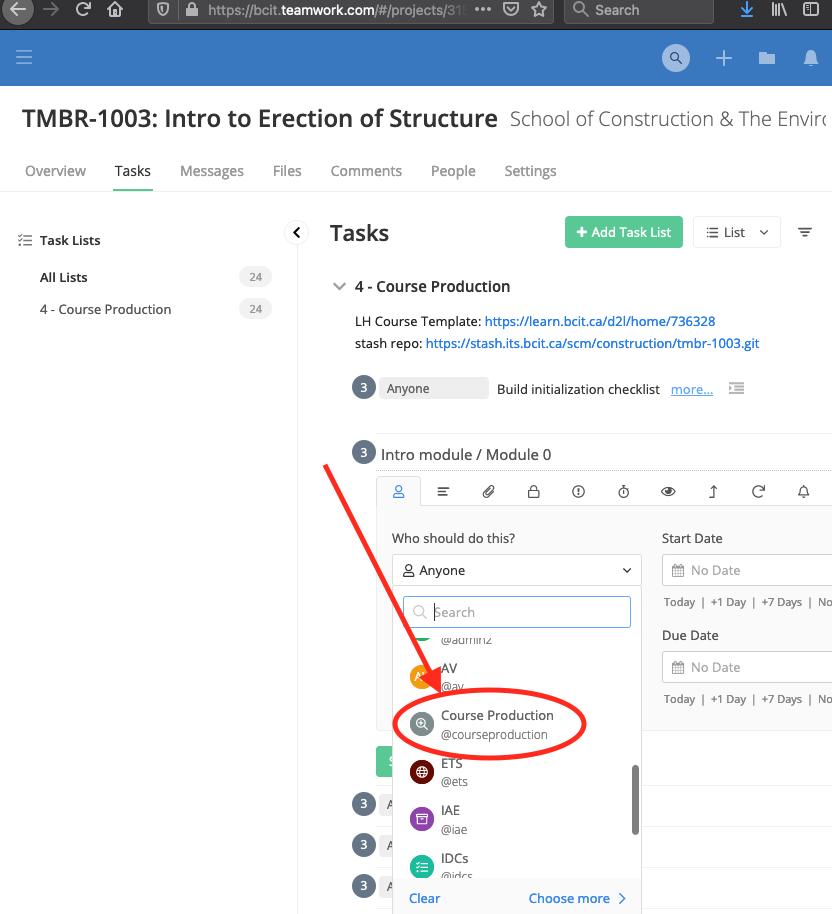 https://bcit.teamwork.com/#/projects/315
Search
TMBR-1003: Intro to Erection of Structure School of Construction & The Enviro
Overview Tasks Messages Files Comments People Settings
Task Lists
All Lists 24
4 - Course Production 24
Tasks
+ Add Task List
List
4 - Course Production
LH Course Template: https://learn.bcit.ca/d2l/home/736328
stash repo: https://stash.its.bcit.ca/scm/construction/tmbr-1003.git
3 Anyone Build initialization checklist more...
3 Intro module / Module 0
Who should do this?
Anyone
Search
@admin2
AV
@av
Course Production
@courseproduction
ETS
@ets
IAE
@iae
IDCs
@idcs
Clear Choose more
Start Date
No Date
Today | +1 Day | +7 Days | No
Due Date
No Date
Today | +1 Day | +7 Days | No
S
3 A
3 A
3 A